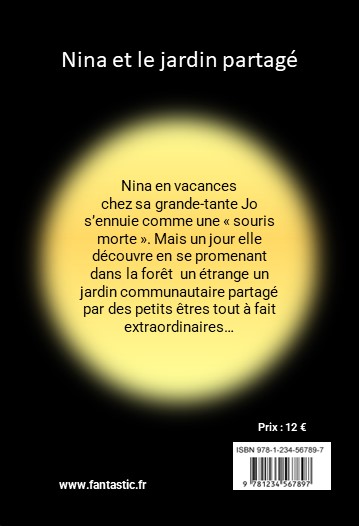 Nina et le jardin partagé
Nina en vacances
chez sa grande-tante Jo
s'ennuie comme une « souris
morte ». Mais un jour elle
découvre en se promenant
dans la forêt  un étrange un
jardin communautaire partagé
par des petits êtres tout à fait
extraordinaires…
Prix : 12 €
ISBN 978-1-234-56789-7
9 781234 567897
www.fantastic.fr